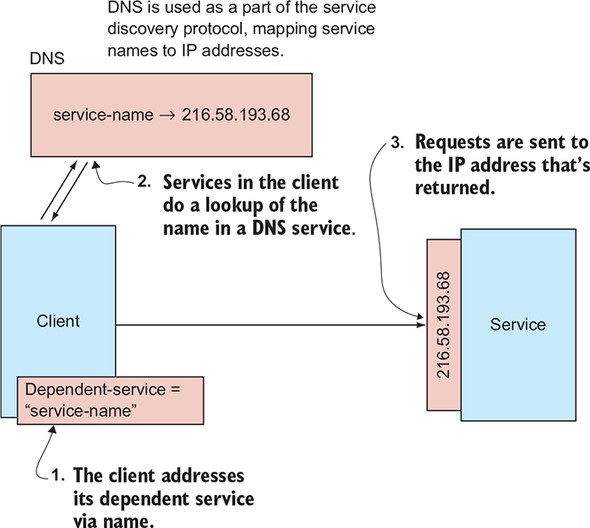 DNS is used as a part of the service
discovery protocol, mapping service
names to IP addresses.
DNS
service-name → 216.58.193.68
2. Services in the client
do a lookup of the
name in a DNS service.
3. Requests are sent to
the IP address that's
returned.
Client
216.58.193.68
Service
Dependent-service =
“service-name”
1. The client addresses
its dependent service
via name.